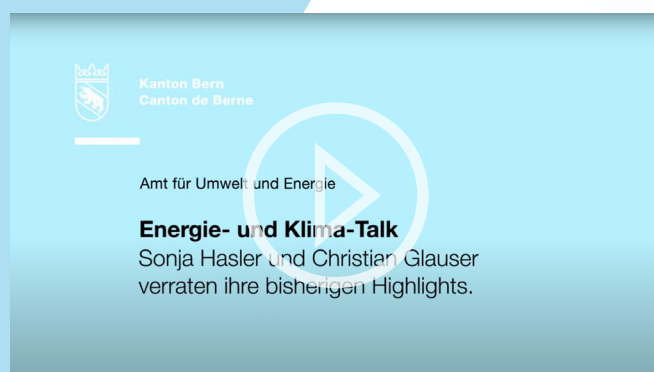 Kanton Bern
Canton de Berne
Amt für Umwelt und Energie
Energie- und Klima-Talk
Sonja Hasler und Christian Glauser
verraten ihre bisherigen Highlights.